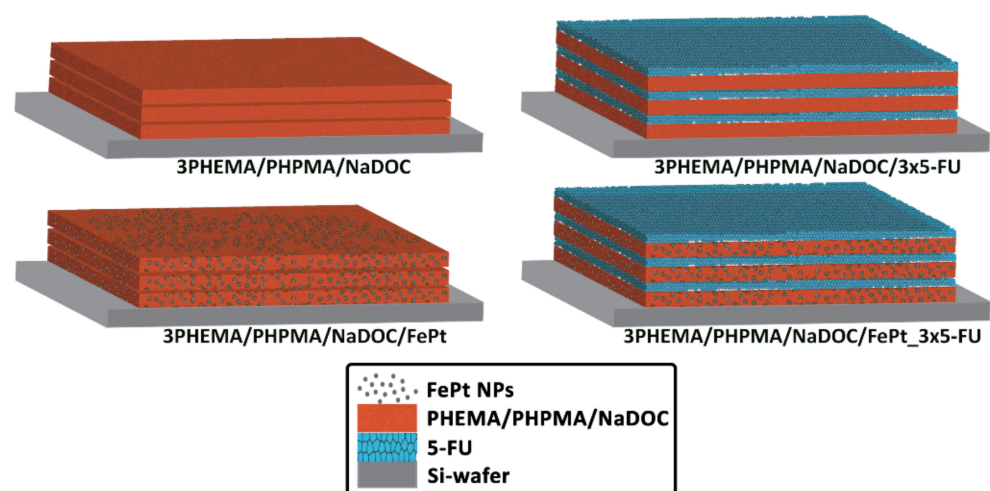 3PHEMA/PHPMA/NaDOC
3PHEMA/PHPMA/NaDOC/3x5-FU
3PHEMA/PHPMA/NaDOC/FePt
3PHEMA/PHPMA/NaDOC/FePt_3x5-FU
FePt NPs
PHEMA/PHPMA/NaDOC
5-FU
Si-wafer